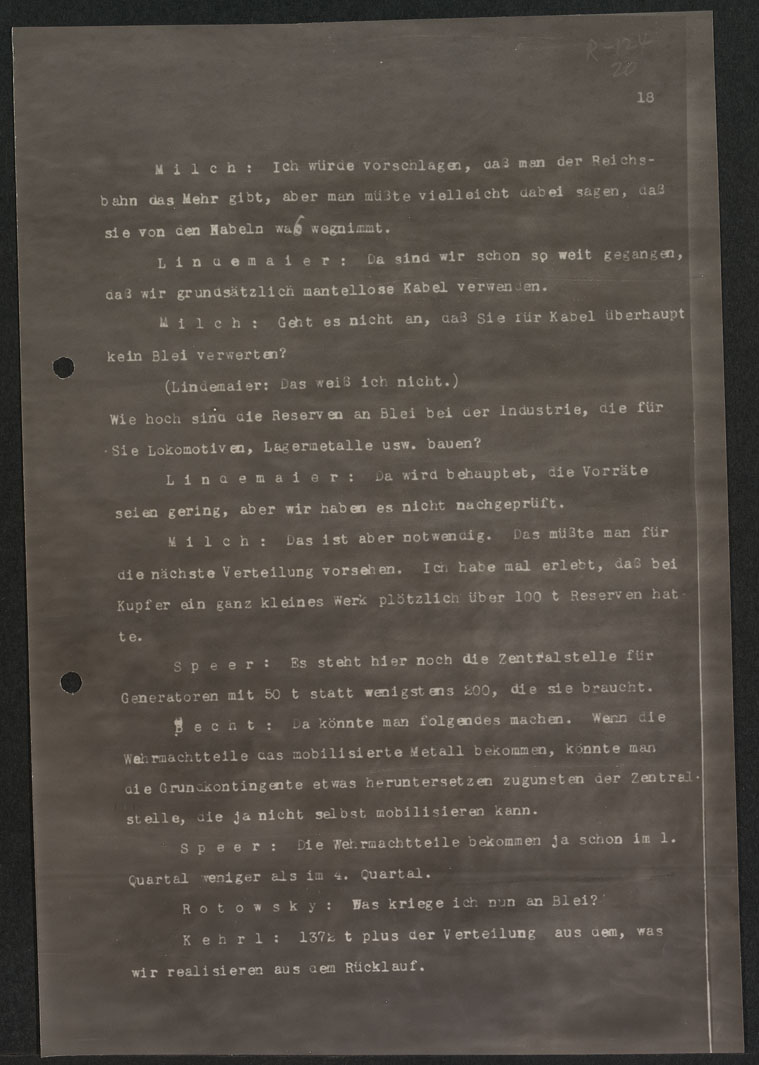 R-124
20
18
M i l c h : Ich würde vorschlagen, daß man der Reichs-
bahn das Mehr gibt, aber man müßte vielleicht dabei sagen, daß
sie von den Kabeln was wegnimmt.
L i n d e m a i e r : Da sind wir schon so weit gegangen,
daß wir grundsätzlich mantellose Kabel verwenden.
M i l c h : Geht es nicht an, daß Sie für Kabel überhaupt
kein Blei verwerten?
(Lindemaier: Das weiß ich nicht.)
Wie hoch sind die Reserven an Blei bei der Industrie, die für
Sie Lokomotiven, Lagermetalle usw. bauen?
L i n d e m a i e r : Da wird behauptet, die Vorräte
seien gering, aber wir haben es nicht nachgeprüft.
M i l c h : Das ist aber notwendig. Das müßte man für
die nächste Verteilung vorsehen. Ich habe mal erlebt, daß bei
Kupfer ein ganz kleines Werk plötzlich über 100 t Reserven hat-
te.
S p e e r : Es steht hier noch die Zentralstelle für
Generatoren mit 50 t statt wenigstens 200, die sie braucht.
B e c h t : Da könnte man folgendes machen. Wenn die
Wehrmachtteile das mobilisierte Metall bekommen, könnte man
die Grundkontingente etwas heruntersetzen zugunsten der Zentral-
stelle, die ja nicht selbst mobilisieren kann.
S p e e r : Die Wehrmachtteile bekommen ja schon im 1.
Quartal weniger als im 4. Quartal.
R o t o w s k y : Was kriege ich nun an Blei?
K e h r l : 1372 t plus der Verteilung aus dem, was
wir realisieren aus dem Rücklauf.